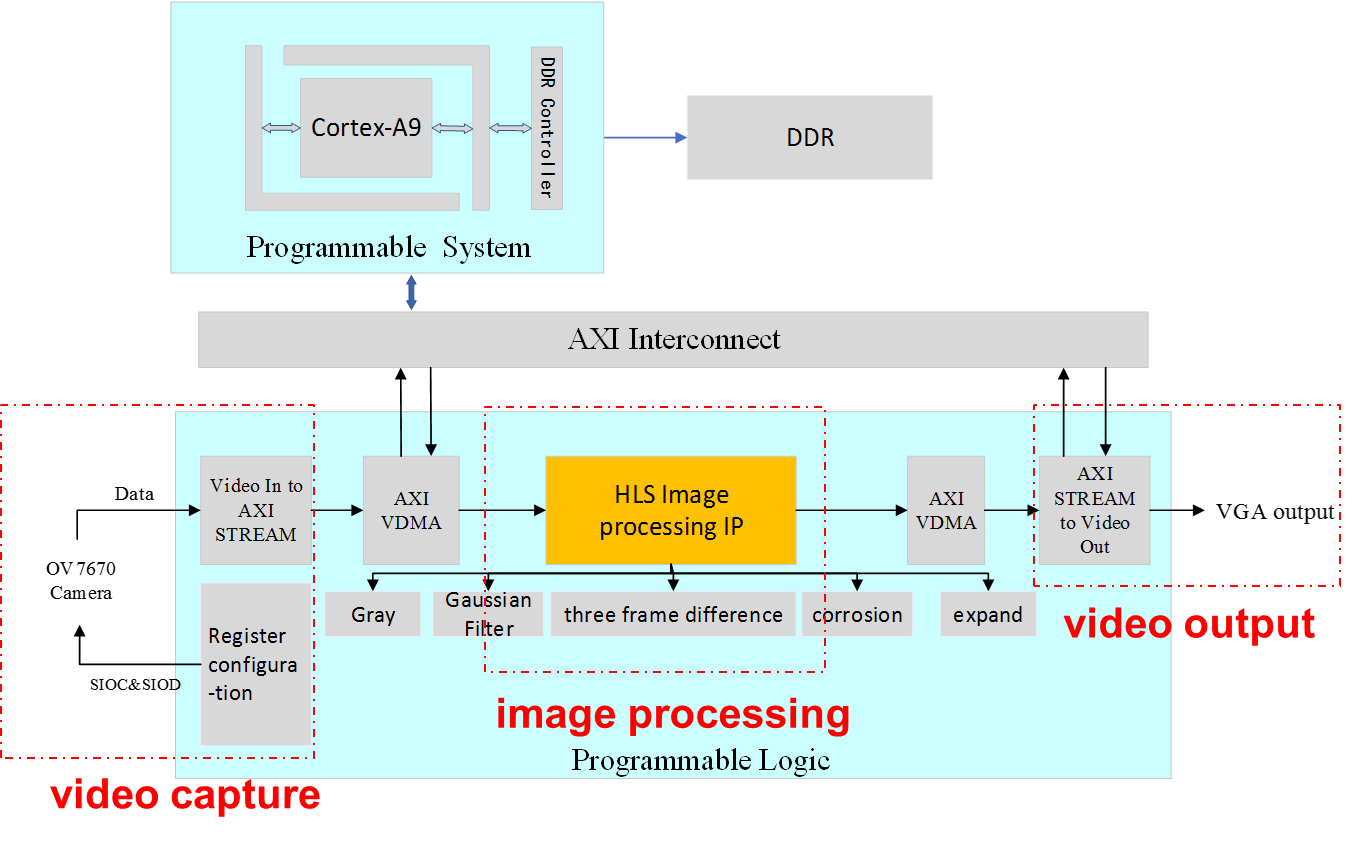 Cortex-A9
DDR Controller
DDR
Programmable System
AXI Interconnect
Data
Video In to
AXI
STREAM
AXI
VDMA
HLS Image
processing IP
AXI
VDMA
AXI
STREAM
to Video
Out
VGA output
OV7670
Camera
Register
configura
-tion
SIOC&SIOD
Gray
Gaussian
Filter
three frame difference
corrosion
expand
video output
image processing
Programmable Logic
video capture